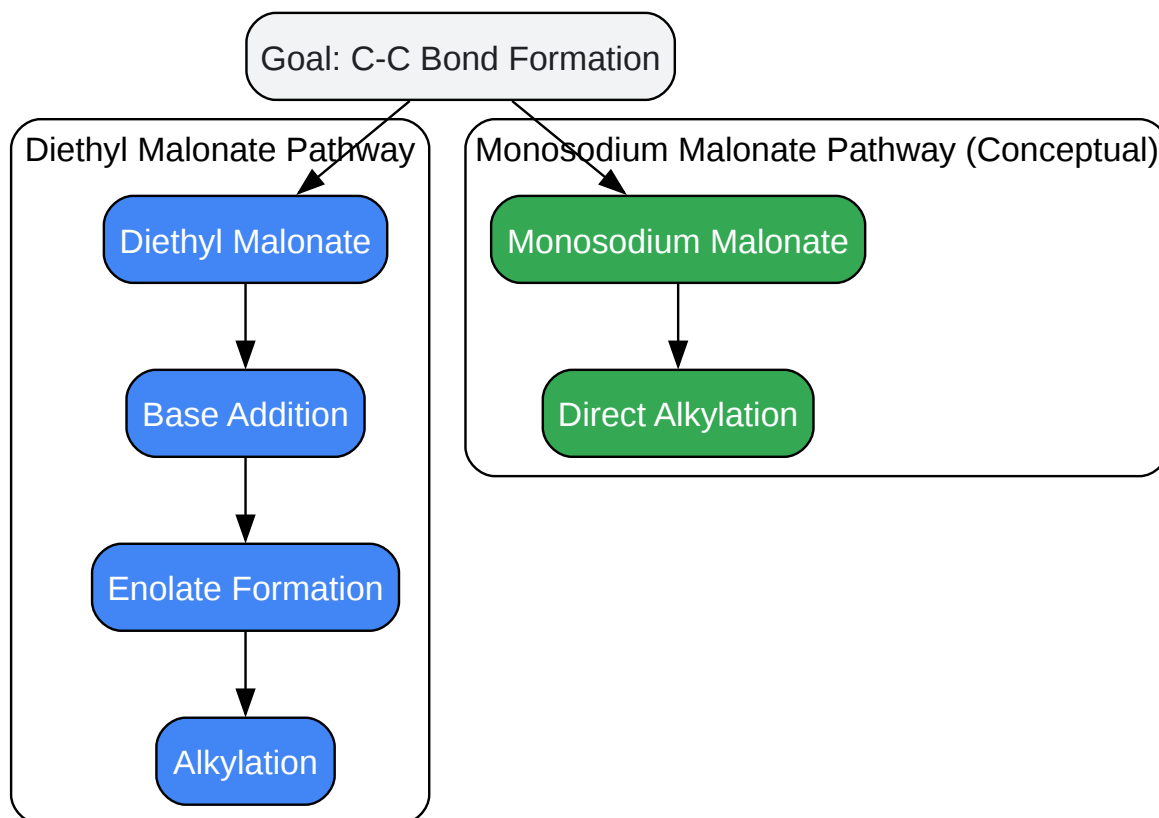 Goal: C-C Bond Formation
Diethyl Malonate Pathway
Diethyl Malonate
Base Addition
Enolate Formation
Alkylation
Monosodium Malonate Pathway (Conceptual)
Monosodium Malonate
Direct Alkylation